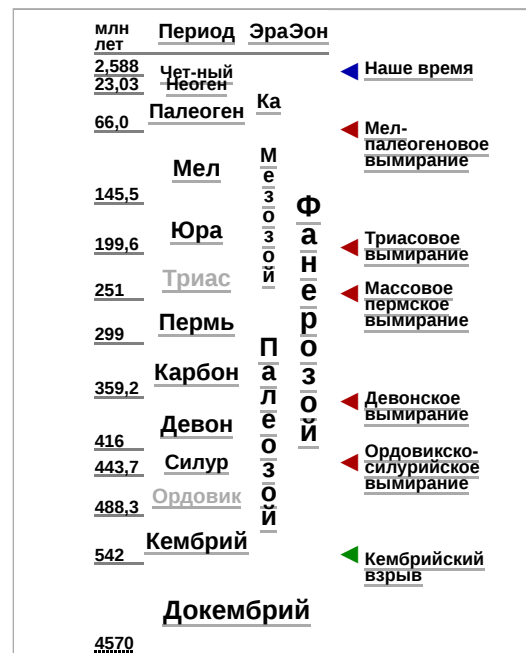 млн
лет
Период
Эра
Эон
2,588
Чет-ный
Наше время
23,03
Неоген
66,0
Палеоген
Ка
Мел-
палеогеновое
вымирание
Мел
Мезозой
145,5
Фанерозой
Юра
199,6
Триасовое
вымирание
Триас
251
Массовое
пермское
вымирание
Пермь
299
Палеозой
Карбон
359,2
Девонское
вымирание
Девон
416
Силур
443,7
Ордовикско-
силурийское
вымирание
Ордовик
488,3
Кембрий
542
Кембрийский
взрыв
Докембрий
4570